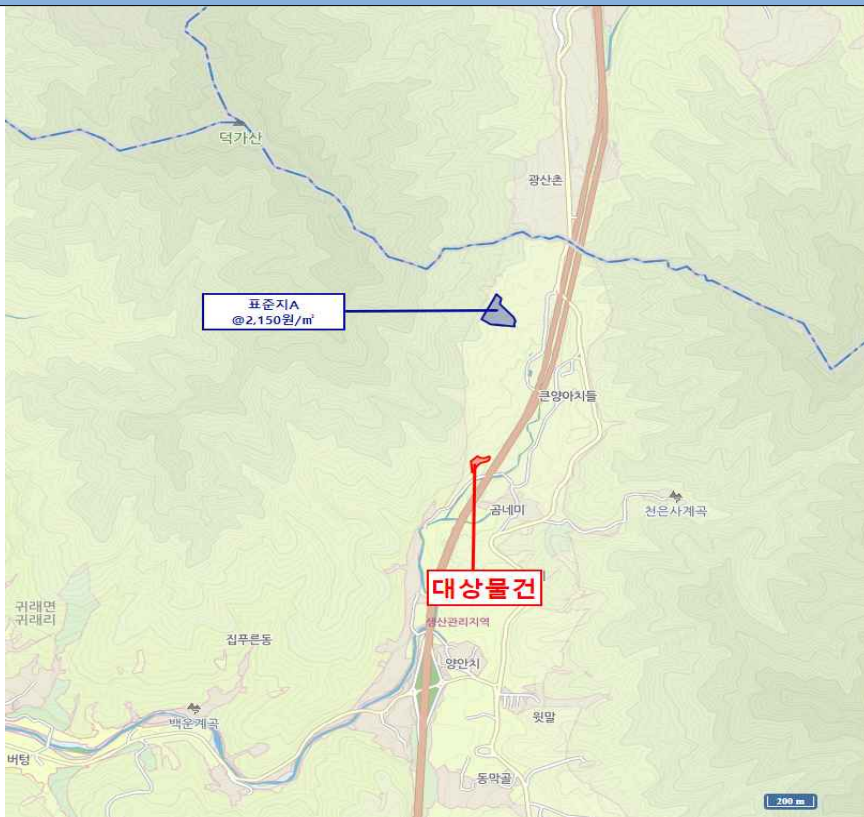 덕가산
광산촌
표준지A
@2,150원/㎡
큰양아치들
곰네미
천은사계곡
대상물건
귀래면
귀래리
생산관리지역
집푸른동
양안치
백운계곡
윗말
버텅
동막골
200 m